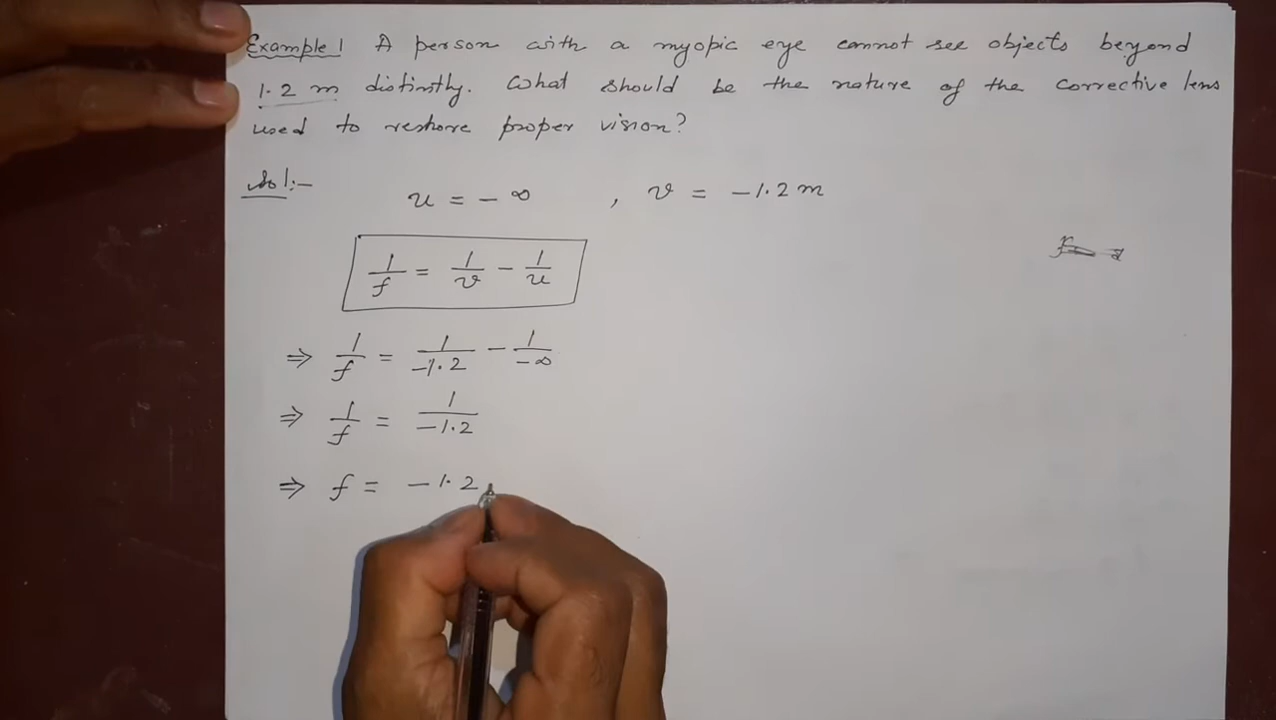 Example 1 A person with a myopic eye cannot see objects beyond
1.2 m distinctly. What should be the nature of the corrective lens
used to restore proper vision?
Sol:-
u = - ∞ , v = -1.2 m
1/f = 1/v - 1/u
⇒ 1/f = 1/-1.2 - 1/-∞
⇒ 1/f = 1/-1.2
⇒ f = -1.2